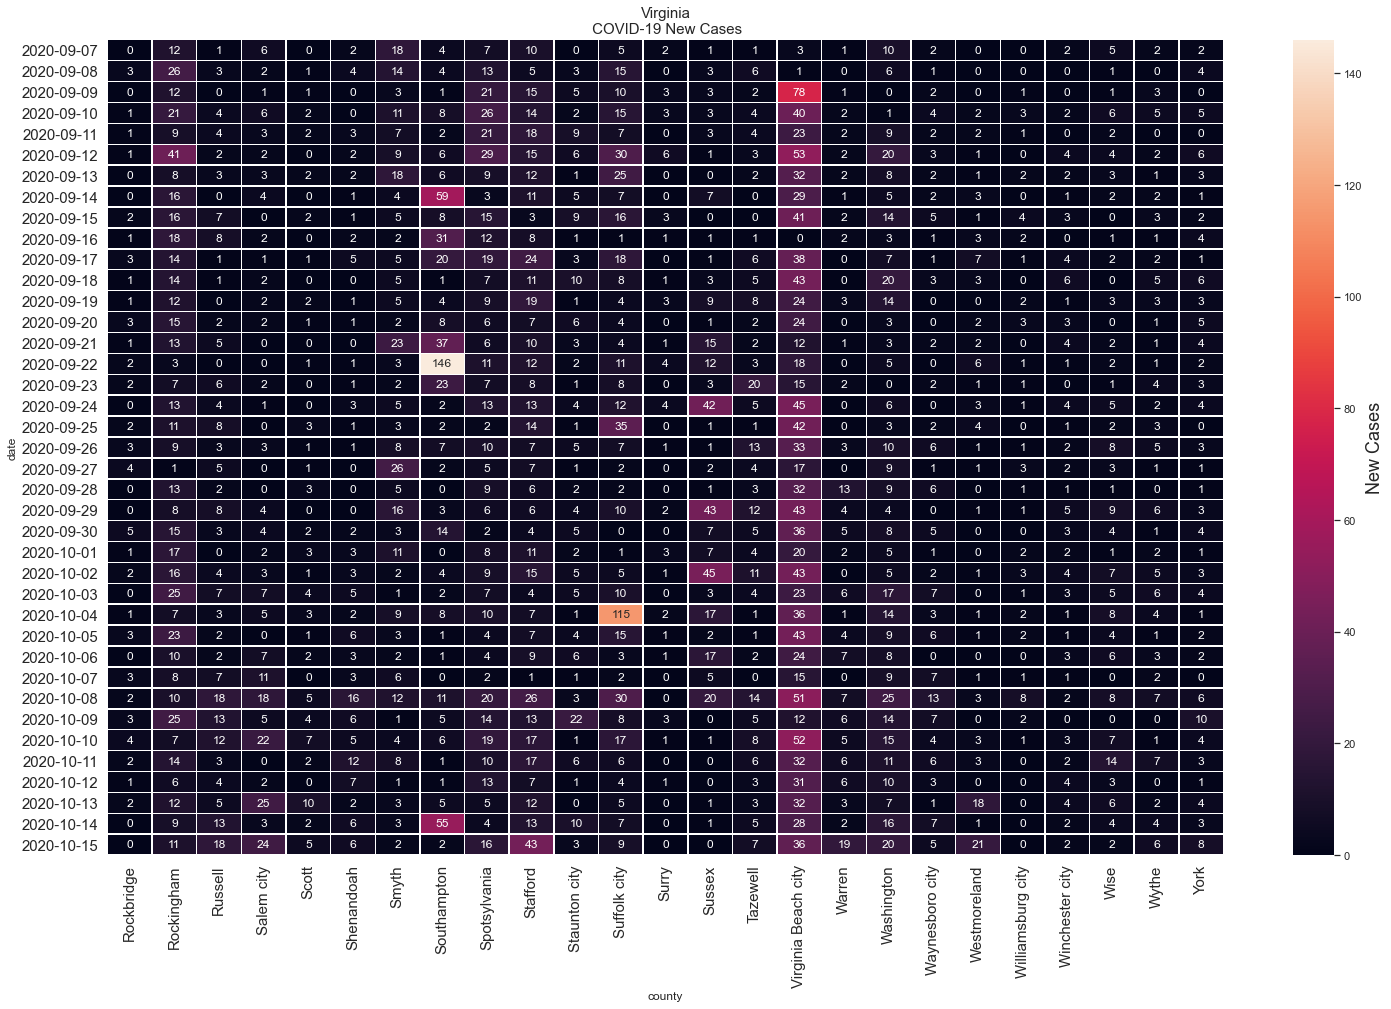 Virginia
COVID-19 New Cases
2020-09-07 0 12 1 6 0 2 18 4 7 10 0 5 2 1 1 3 1 10 2 0 0 2 5 2 2
2020-09-08 3 26 3 2 1 4 14 4 13 5 3 15 0 3 6 1 0 6 1 0 0 0 1 0 4
2020-09-09 0 12 0 1 1 0 3 1 21 15 5 10 3 3 2 78 1 0 2 0 1 0 1 3 0
2020-09-10 1 21 4 6 2 0 11 8 26 14 2 15 3 3 4 40 2 1 4 2 3 2 6 5 5
2020-09-11 1 9 4 3 2 3 7 2 21 18 9 7 0 3 4 23 2 9 2 2 1 0 2 0 0
2020-09-12 1 41 2 2 0 2 9 6 29 15 6 30 6 1 3 53 2 20 3 1 0 4 4 2 6
2020-09-13 0 8 3 3 2 2 18 6 9 12 1 25 0 0 2 32 2 8 2 1 2 2 3 1 3
2020-09-14 0 16 0 4 0 1 4 59 3 11 5 7 0 7 0 29 1 5 2 3 0 1 2 2 1
2020-09-15 2 16 7 0 2 1 5 8 15 3 9 16 3 0 0 41 2 14 5 1 4 3 0 3 2
2020-09-16 1 18 8 2 0 2 2 31 12 8 1 1 1 1 1 0 2 3 1 3 2 0 1 1 4
2020-09-17 3 14 1 1 1 5 5 20 19 24 3 18 0 1 6 38 0 7 1 7 1 4 2 2 1
2020-09-18 1 14 1 2 0 0 5 1 7 11 10 8 1 3 5 43 0 20 3 3 0 6 0 5 6
2020-09-19 1 12 0 2 2 1 5 4 9 19 1 4 3 9 8 24 3 14 0 0 2 1 3 3 3
2020-09-20 3 15 2 2 1 1 2 8 6 7 6 4 0 1 2 24 0 3 0 2 3 3 0 1 5
2020-09-21 1 13 5 0 0 0 23 37 6 10 3 4 1 15 2 12 1 3 2 2 0 4 2 1 4
2020-09-22 2 3 0 0 1 1 3 146 11 12 2 11 4 12 3 18 0 5 0 6 1 1 2 1 2
2020-09-23 2 7 6 2 0 1 2 23 7 8 1 8 0 3 20 15 2 0 2 1 1 0 1 4 3
2020-09-24 0 13 4 1 0 3 5 2 13 13 4 12 4 42 5 45 0 6 0 3 1 4 5 2 4
2020-09-25 2 11 8 0 3 1 3 2 2 14 1 35 0 1 1 42 0 3 2 4 0 1 2 3 0
2020-09-26 3 9 3 3 1 1 8 7 10 7 5 7 1 1 13 33 3 10 6 1 1 2 8 5 3
2020-09-27 4 1 5 0 1 0 26 2 5 7 1 2 0 2 4 17 0 9 1 1 3 2 3 1 1
2020-09-28 0 13 2 0 3 0 5 0 9 6 2 2 0 1 3 32 13 9 6 0 1 1 1 0 1
2020-09-29 0 8 8 4 0 0 16 3 6 6 4 10 2 43 12 43 4 4 0 1 1 5 9 6 3
2020-09-30 5 15 3 4 2 2 3 14 2 4 5 0 0 7 5 36 5 8 5 0 0 3 4 1 4
2020-10-01 1 17 0 2 3 3 11 0 8 11 2 1 3 7 4 20 2 5 1 0 2 2 1 2 1
2020-10-02 2 16 4 3 1 3 2 4 9 15 5 5 1 45 11 43 0 5 2 1 3 4 7 5 3
2020-10-03 0 25 7 7 4 5 1 2 7 4 5 10 0 3 4 23 6 17 7 0 1 3 5 6 4
2020-10-04 1 7 3 5 3 2 9 8 10 7 1 115 2 17 1 36 1 14 3 1 2 1 8 4 1
2020-10-05 3 23 2 0 1 6 3 1 4 7 4 15 1 2 1 43 4 9 6 1 2 1 4 1 2
2020-10-06 0 10 2 7 2 3 2 1 4 9 6 3 1 17 2 24 7 8 0 0 0 3 6 3 2
2020-10-07 3 8 7 11 0 3 6 0 2 1 1 2 0 5 0 15 0 9 7 1 1 1 0 2 0
2020-10-08 2 10 18 18 5 16 12 11 20 26 3 30 0 20 14 51 7 25 13 3 8 2 8 7 6
2020-10-09 3 25 13 5 4 6 1 5 14 13 22 8 3 0 5 12 6 14 7 0 2 0 0 0 10
2020-10-10 4 7 12 22 7 5 4 6 19 17 1 17 1 1 8 52 5 15 4 3 1 3 7 1 4
2020-10-11 2 14 3 0 2 12 8 1 10 17 6 6 0 0 6 32 6 11 6 3 0 2 14 7 3
2020-10-12 1 6 4 2 0 7 1 1 13 7 1 4 1 0 3 31 6 10 3 0 0 4 3 0 1
2020-10-13 2 12 5 25 10 2 3 5 5 12 0 5 0 1 3 32 3 7 1 18 0 4 6 2 4
2020-10-14 0 9 13 3 2 6 3 55 4 13 10 7 0 1 5 28 2 16 7 1 0 2 4 4 3
2020-10-15 0 11 18 24 5 6 2 2 16 43 3 9 0 0 7 36 19 20 5 21 0 2 2 6 8
date
Rockbridge
Rockingham
Russell
Salem city
Scott
Shenandoah
Smyth
Southampton
Spotsylvania
Stafford
Staunton city
Suffolk city
Surry
Sussex
Tazewell
Virginia Beach city
Warren
Washington
Waynesboro city
Westmoreland
Williamsburg city
Winchester city
Wise
Wythe
York
county
140
120
100
80
60
40
20
0
New Cases